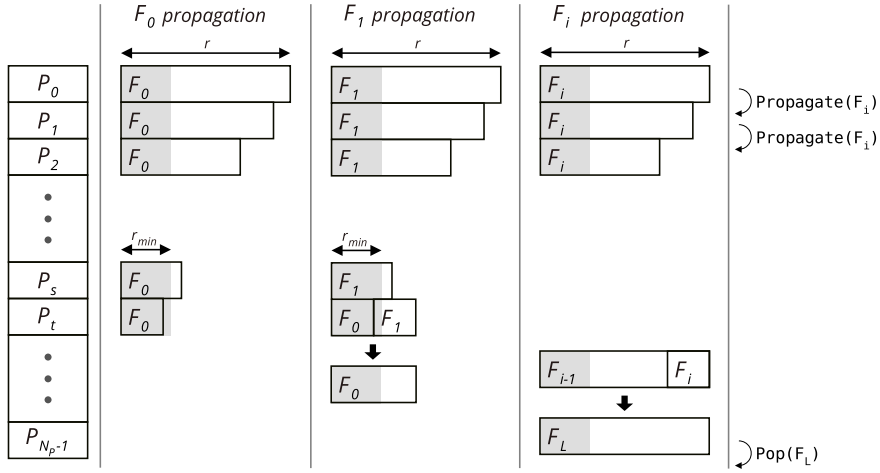 F0 propagation F1 propagation Fi propagation
r r r
P0 F0 F1 Fi
Propagate(Fi)
P1 F0 F1 Fi
Propagate(Fi)
P2 F0 F1 Fi
rmin rmin
Ps F0 F1
Pt F0 F0 F1
F0 Fi-1 Fi
PNP-1 FL
Pop(FL)